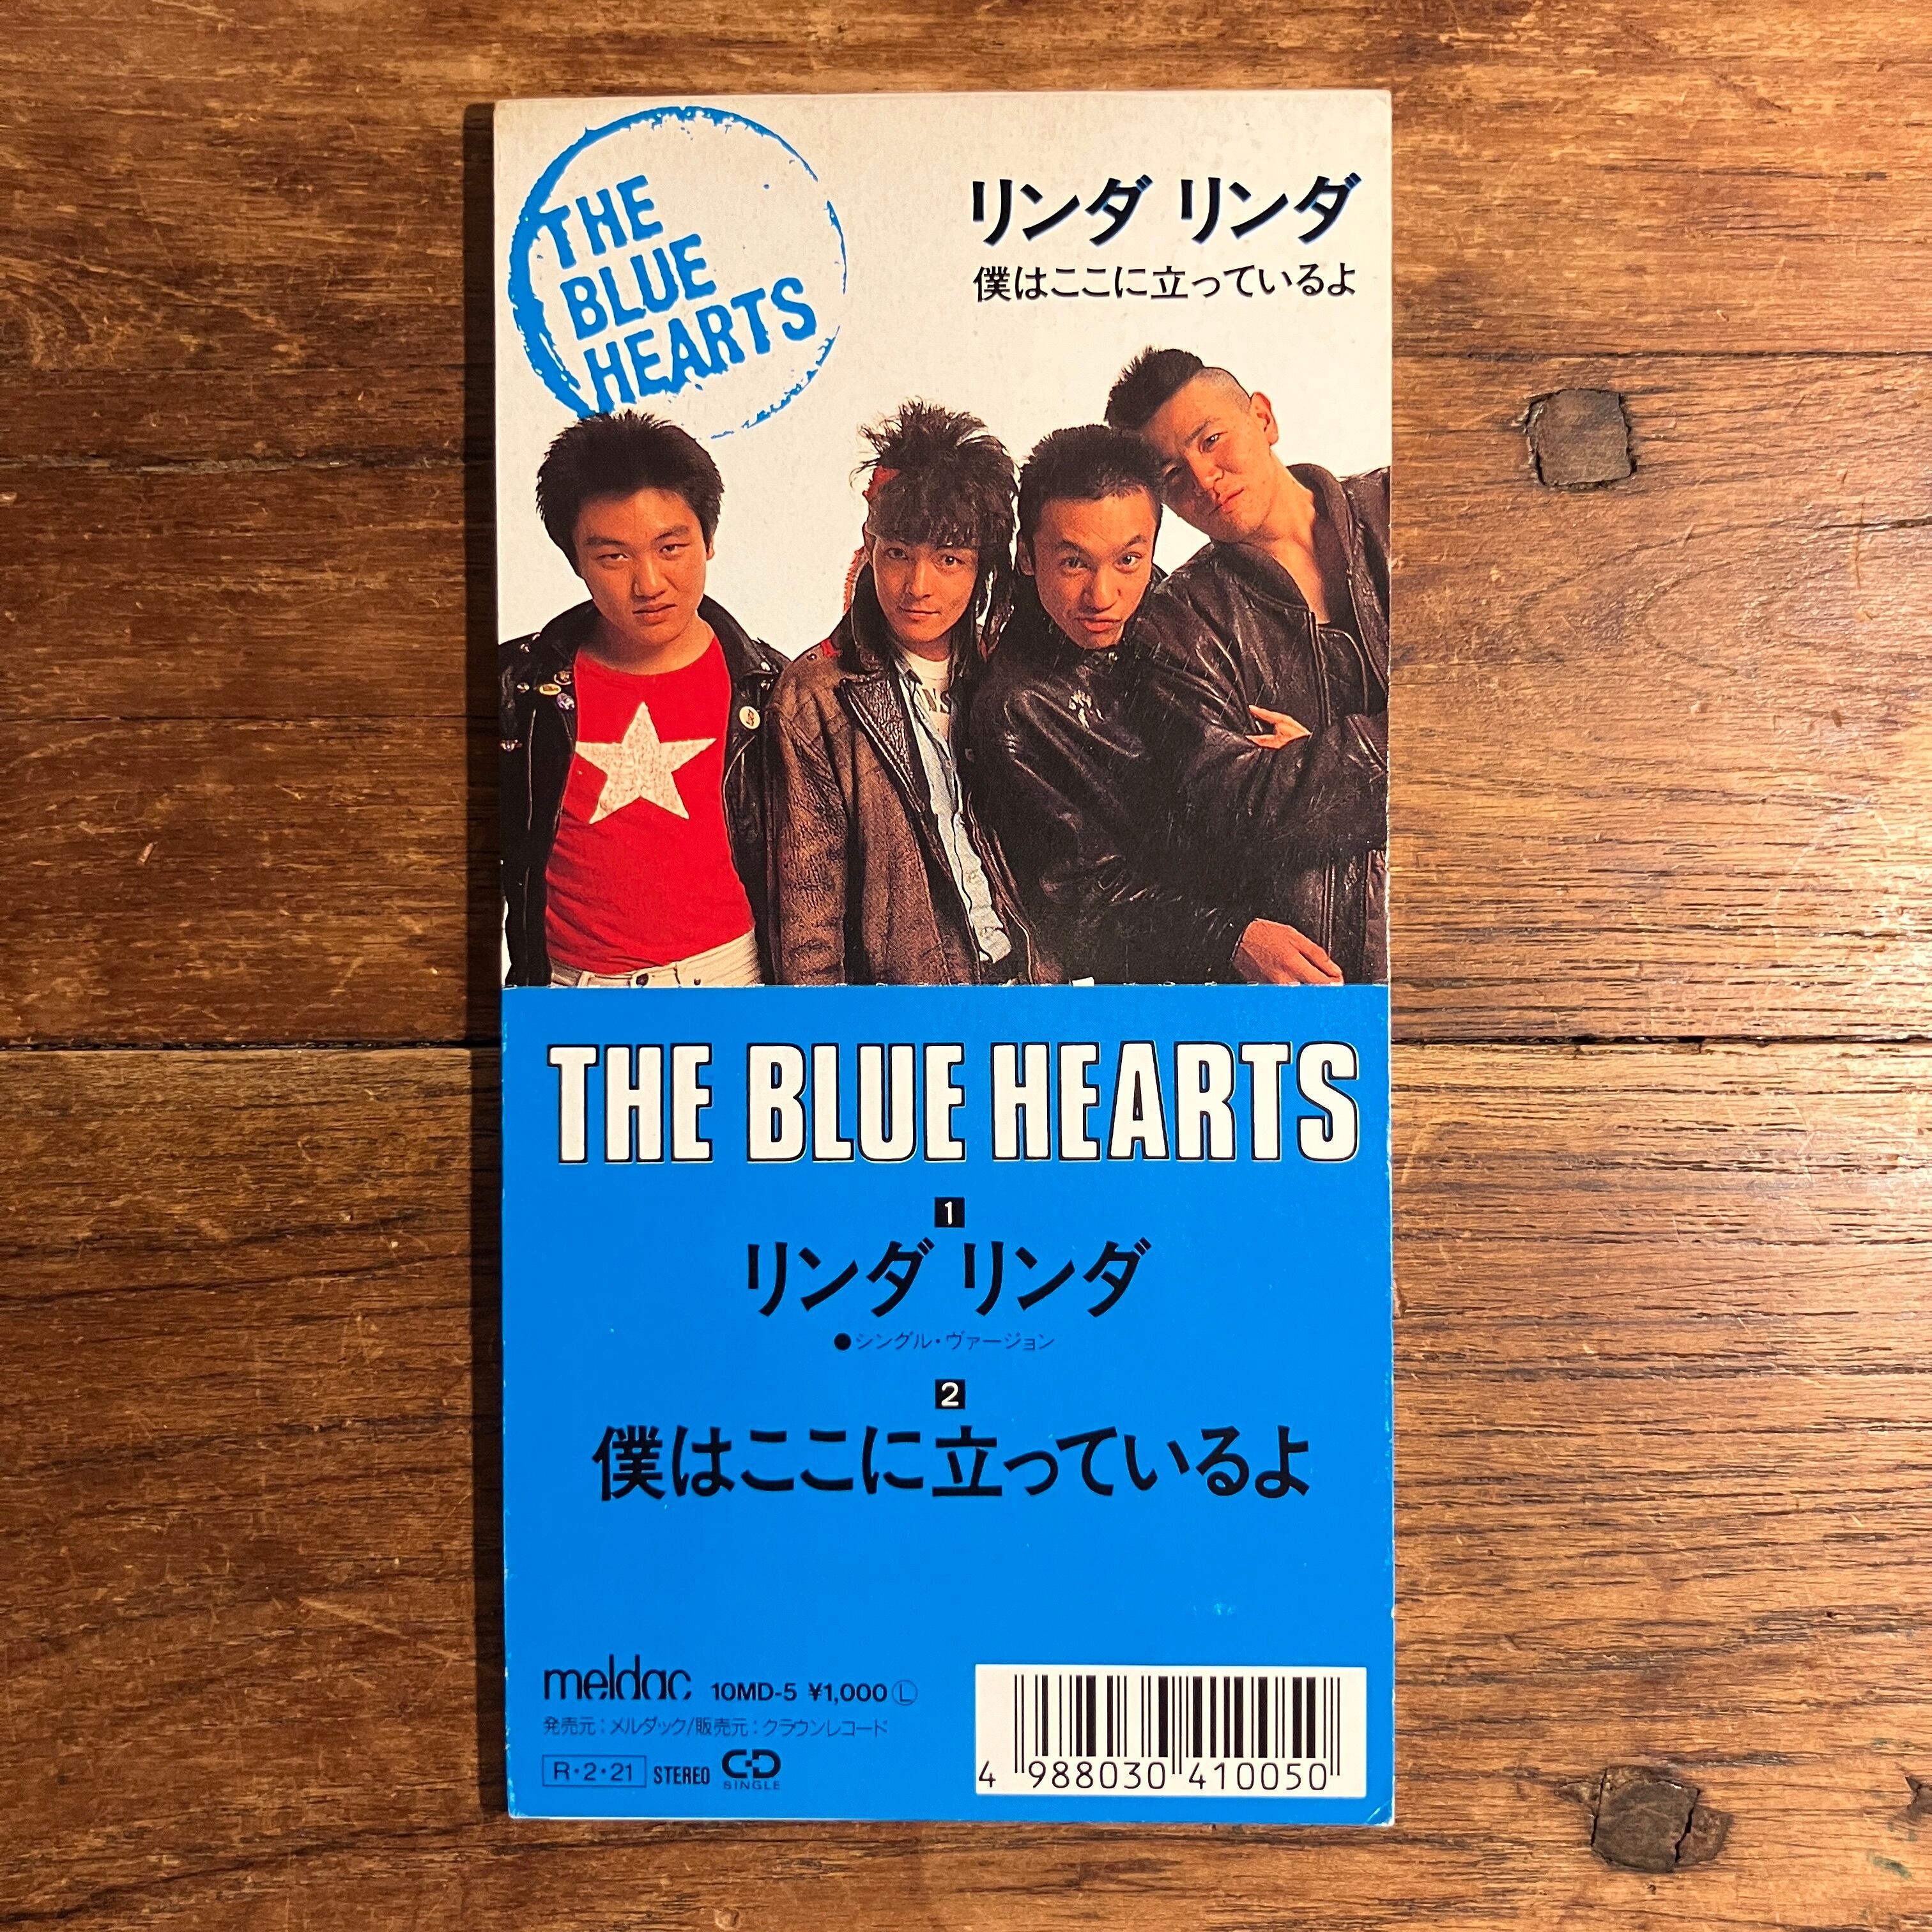 THE
BLUE
HEARTS
リンダ リンダ
僕はここに立っているよ
THE BLUE HEARTS
1
リンダ リンダ
●シングル・ヴァージョン
2
僕はここに立っているよ
meldac 10MD-5 ¥1,000 Ⓛ
発売元：メルダック/販売元：クラウンレコード
R・2・21 STEREO CD SINGLE
4 988030 410050